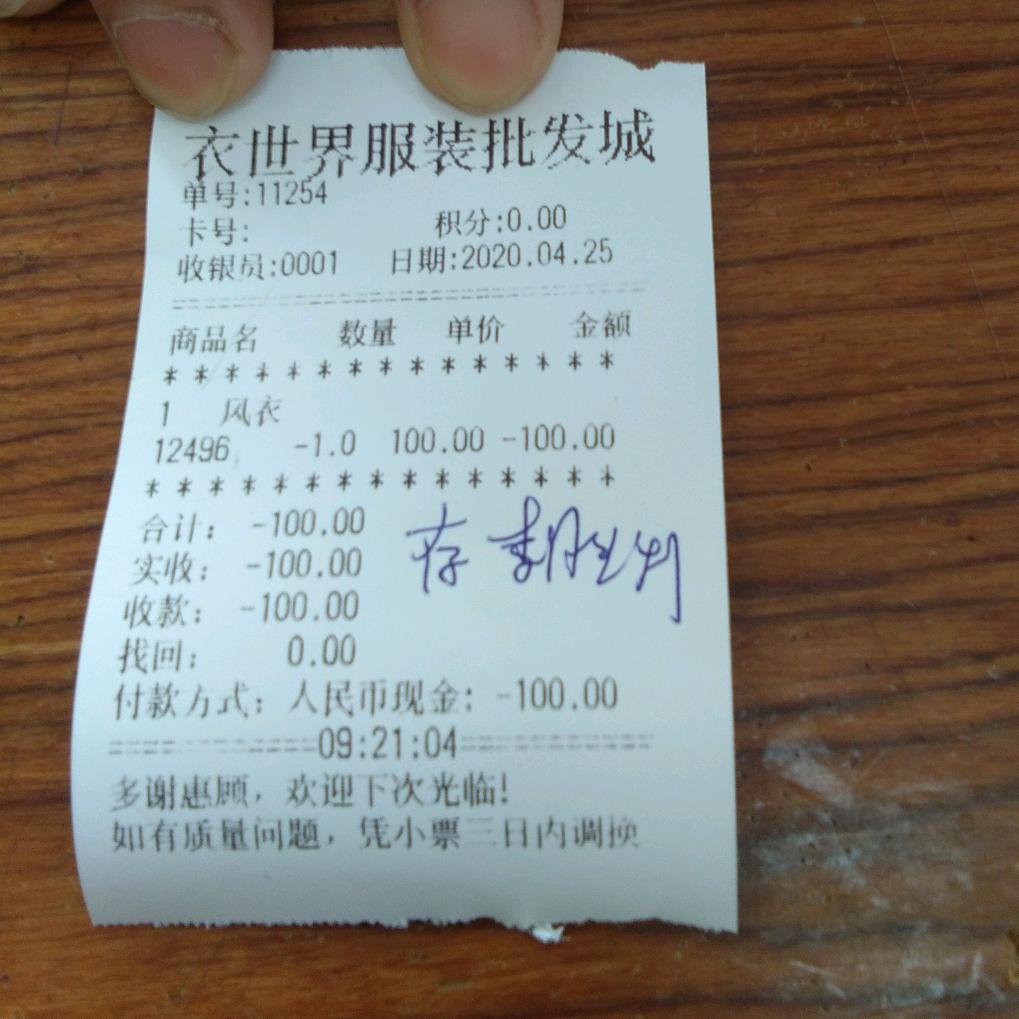 衣世界服装批发城
单号:11254
卡号: 积分:0.00
收银员:0001 日期:2020.04.25
商品名 数量 单价 金额
* * * * * * * * * * * * * * *
1 风衣
12496 -1.0 100.00 -100.00
* * * * * * * * * * * * * * *
合计: -100.00
实收: -100.00
收款: -100.00
找回: 0.00
付款方式: 人民币现金: -100.00
09:21:04
多谢惠顾, 欢迎下次光临!
如有质量问题, 凭小票三日内调换